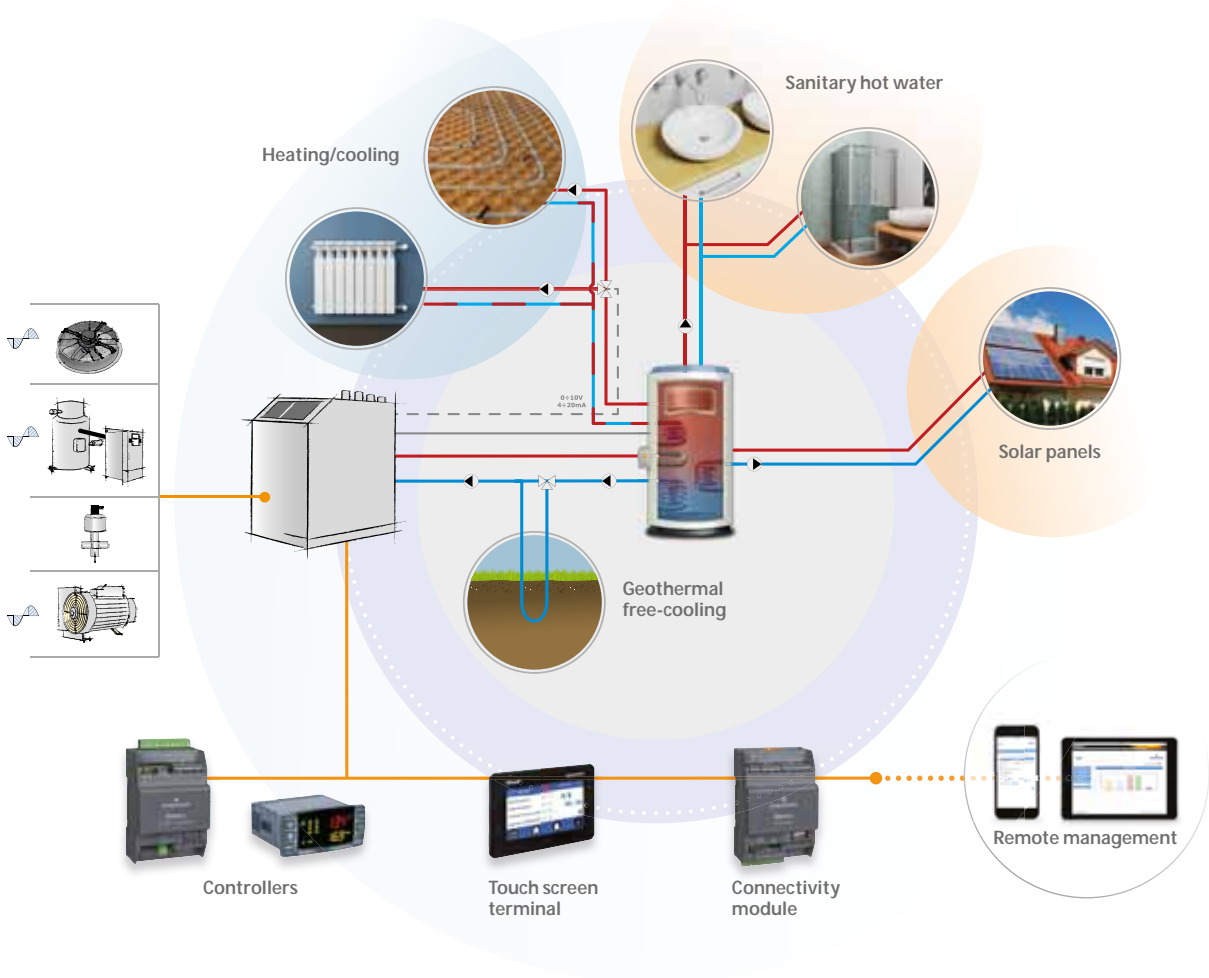 Sanitary hot water
Heating/cooling
0÷10V
4÷20mA
Solar panels
Geothermal
free-cooling
Remote management
Controllers
Touch screen
terminal
Connectivity
module